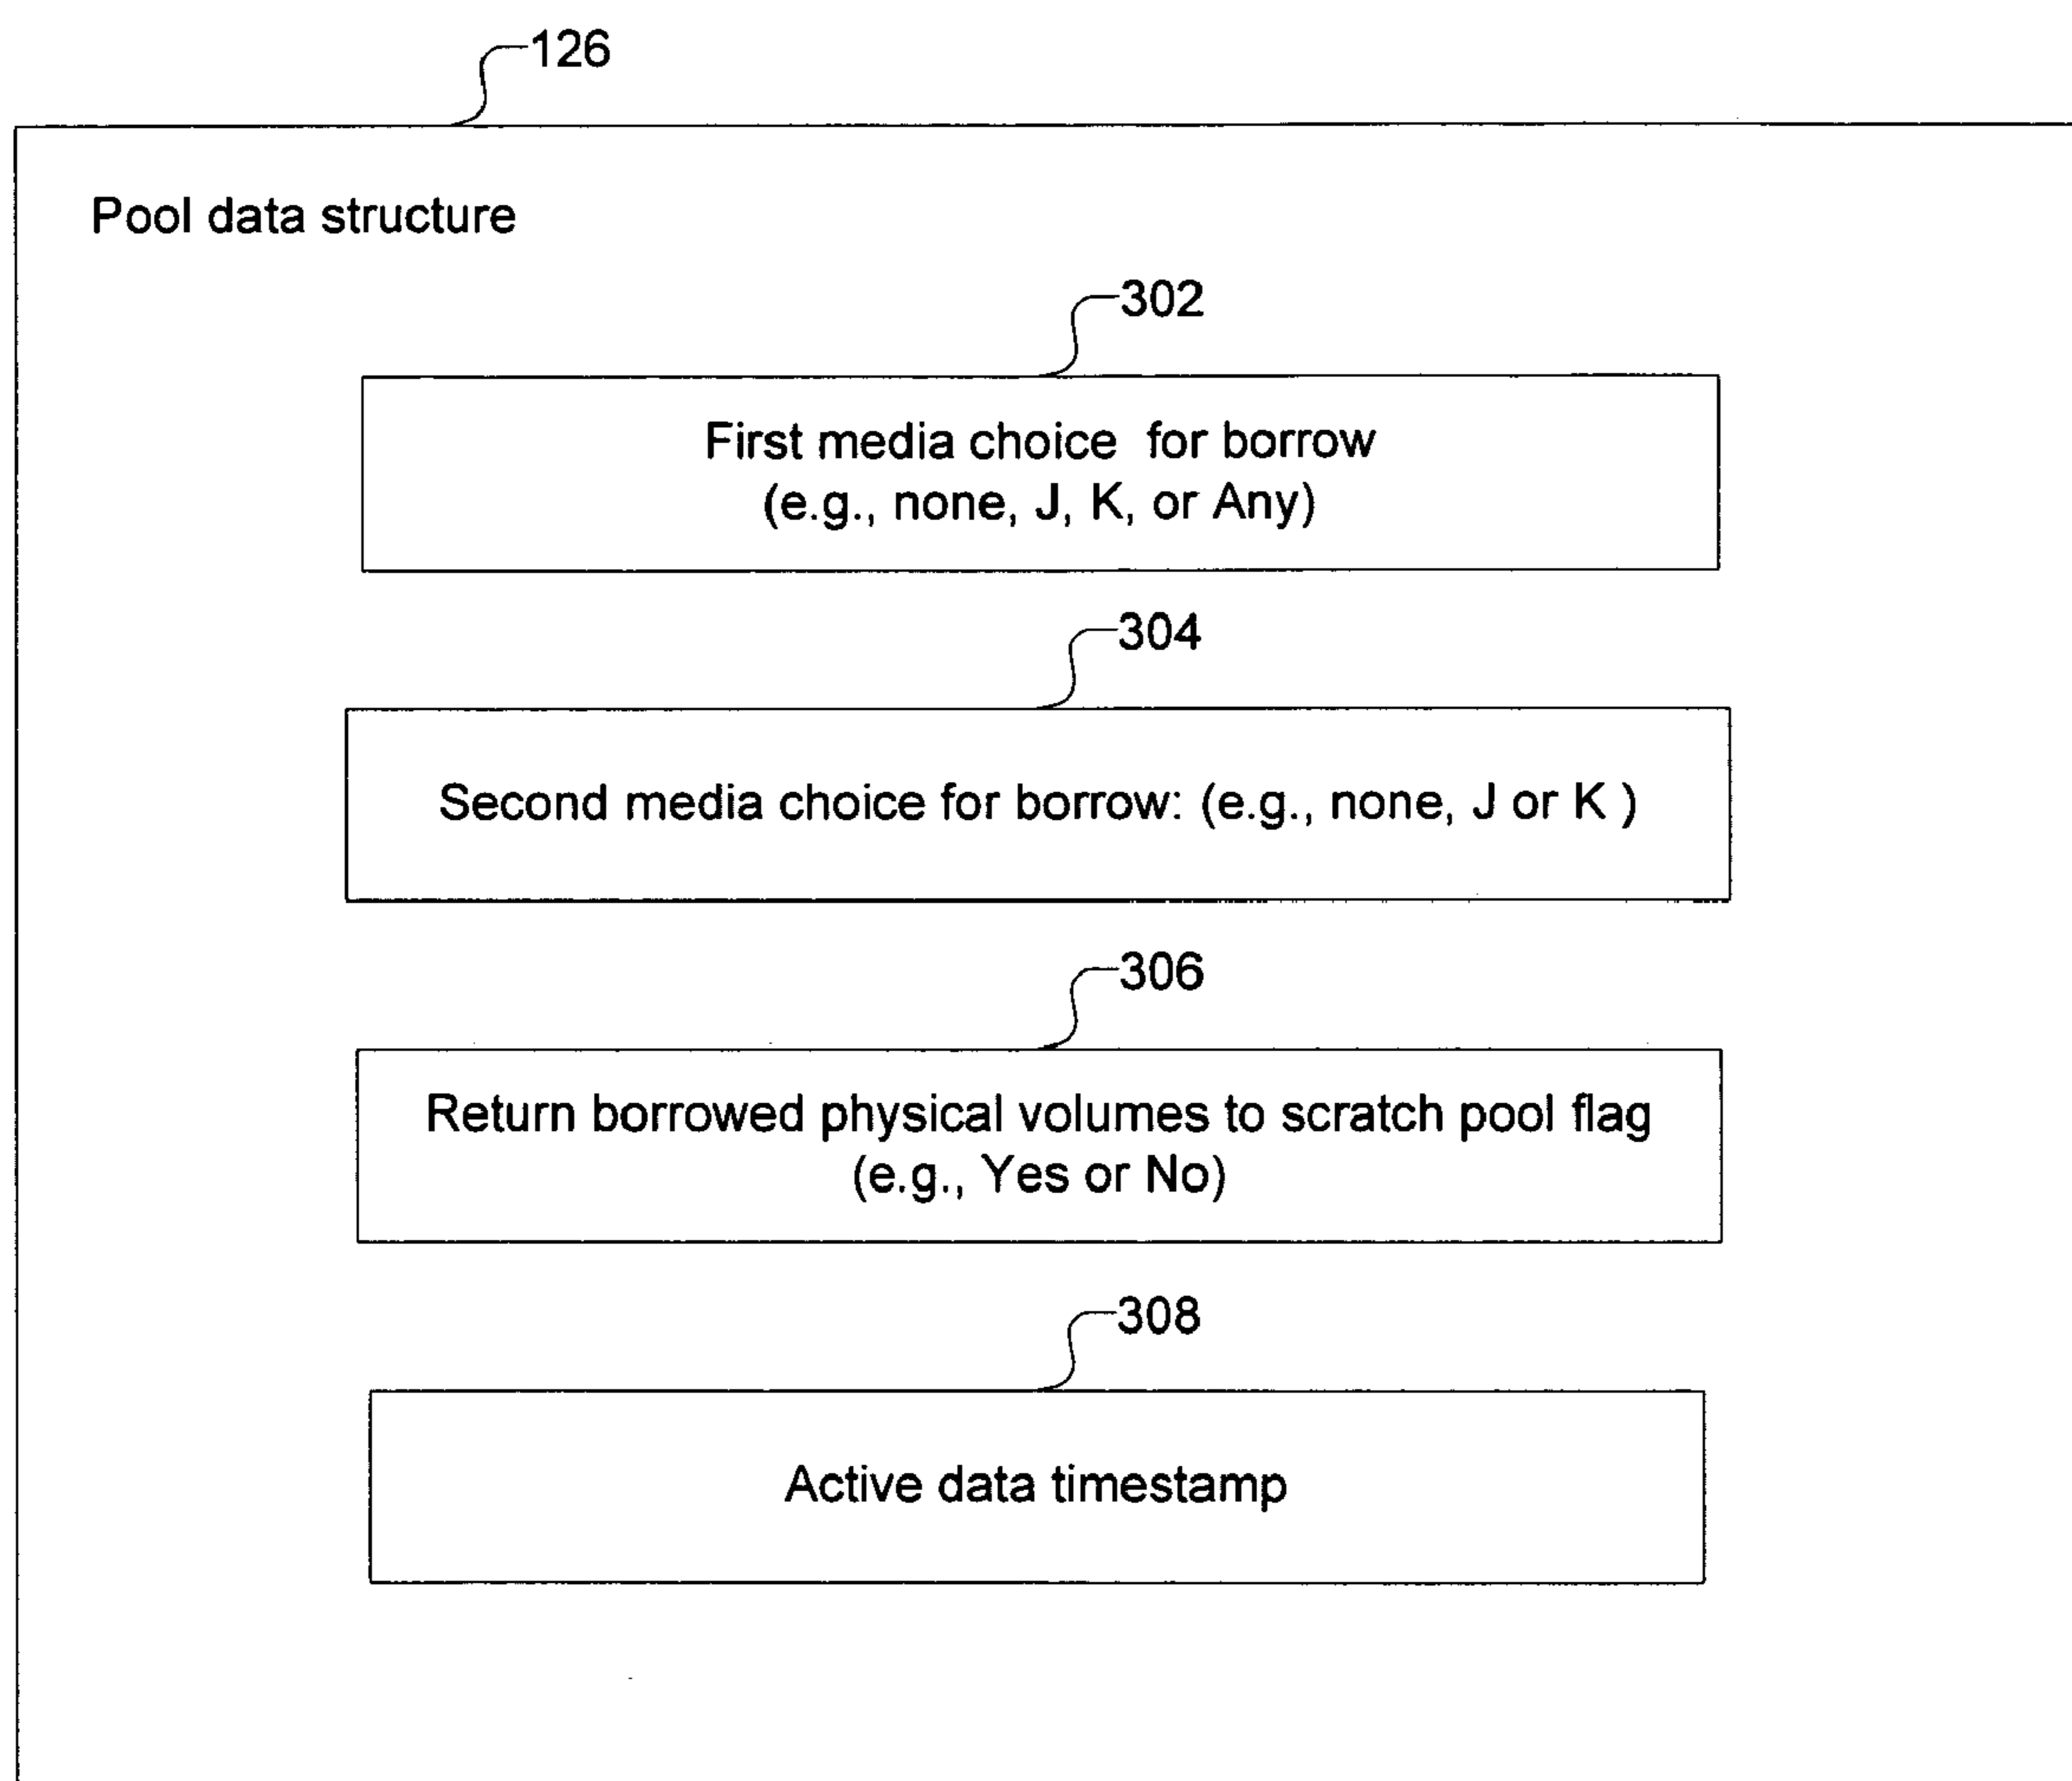 126
Pool data structure
302
First media choice for borrow
(e.g., none, J, K, or Any)
304
Second media choice for borrow: (e.g., none, J or K )
306
Return borrowed physical volumes to scratch pool flag
(e.g., Yes or No)
308
Active data timestamp